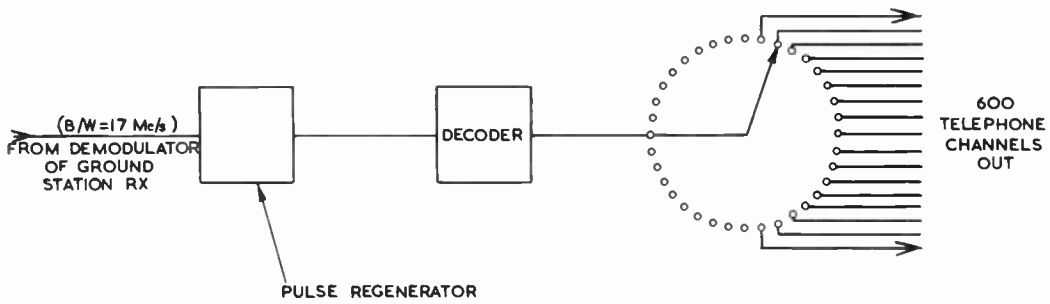 (B/W=17 Mc/s)
FROM DEMODULATOR
OF GROUND
STATION RX
DECODER
600
TELEPHONE
CHANNELS
OUT
PULSE REGENERATOR